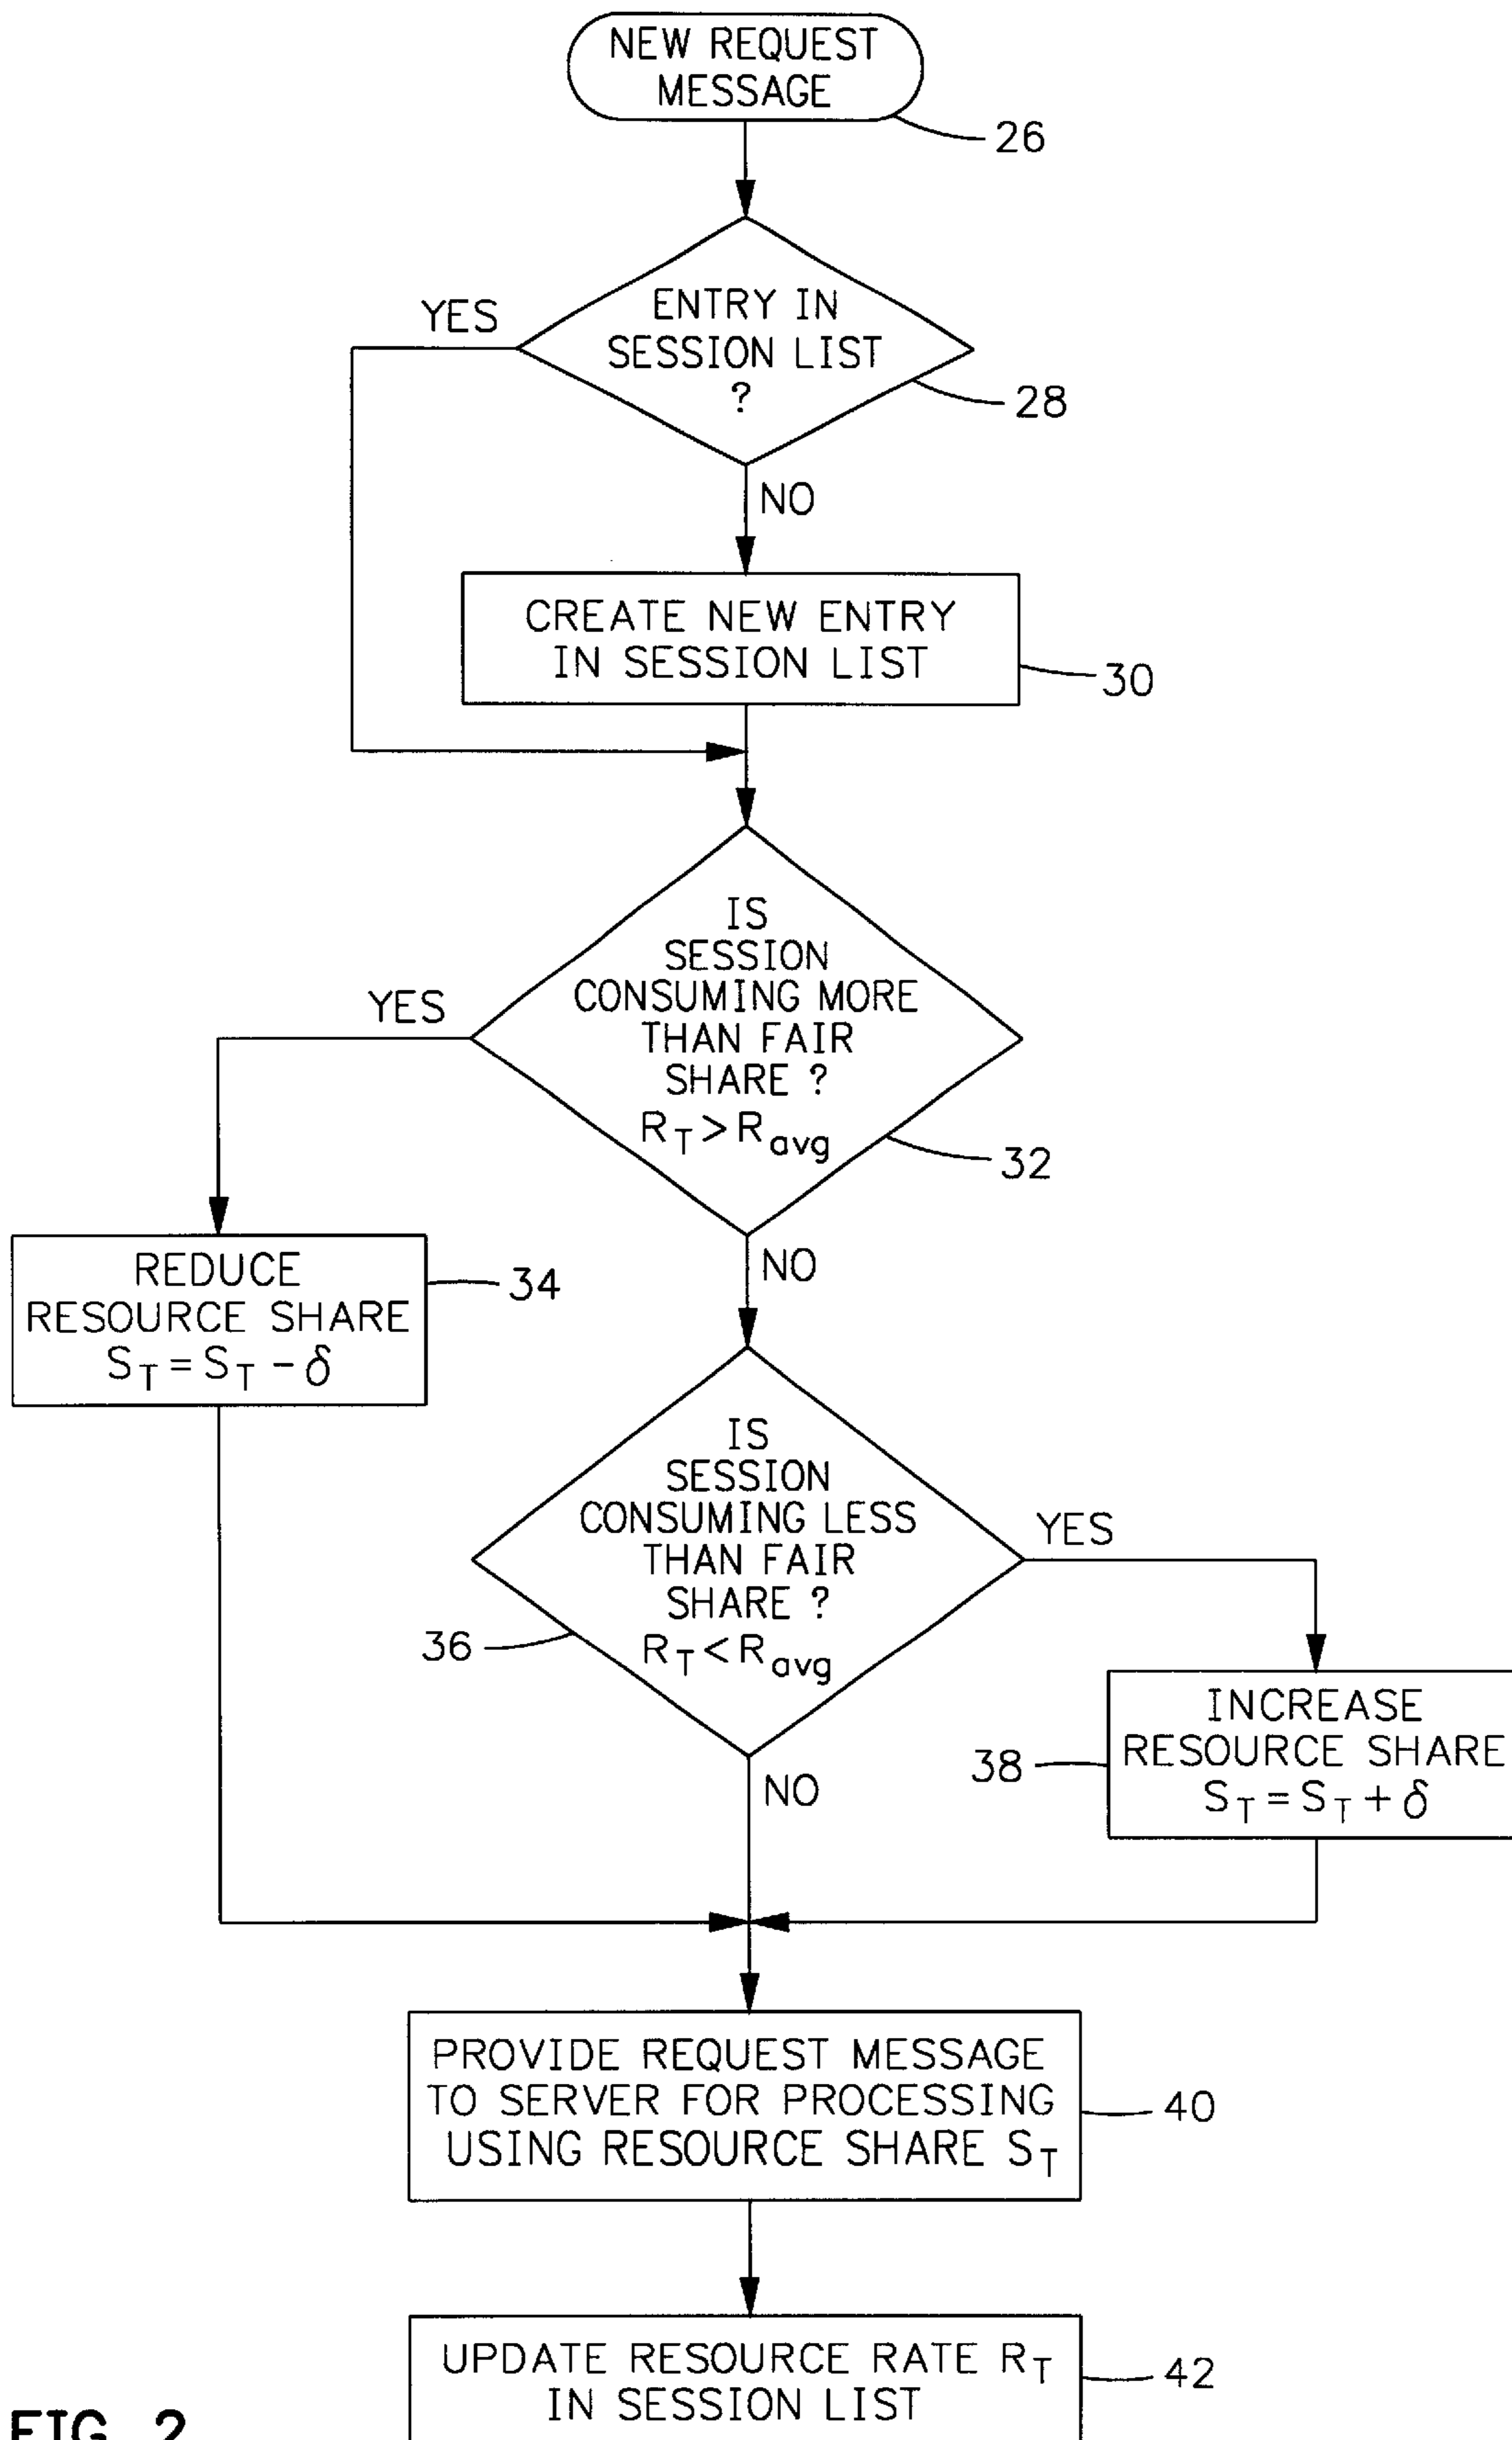 NEW REQUEST
MESSAGE
26
ENTRY IN
SESSION LIST
?
28
YES
NO
CREATE NEW ENTRY
IN SESSION LIST
30
IS
SESSION
CONSUMING MORE
THAN FAIR
SHARE ?
R_T > R_avg
32
YES
NO
REDUCE
RESOURCE SHARE
S_T = S_T - δ
34
IS
SESSION
CONSUMING LESS
THAN FAIR
SHARE ?
R_T < R_avg
36
YES
NO
INCREASE
RESOURCE SHARE
S_T = S_T + δ
38
PROVIDE REQUEST MESSAGE
TO SERVER FOR PROCESSING
USING RESOURCE SHARE S_T
40
UPDATE RESOURCE RATE R_T
IN SESSION LIST
42
FIG. 2